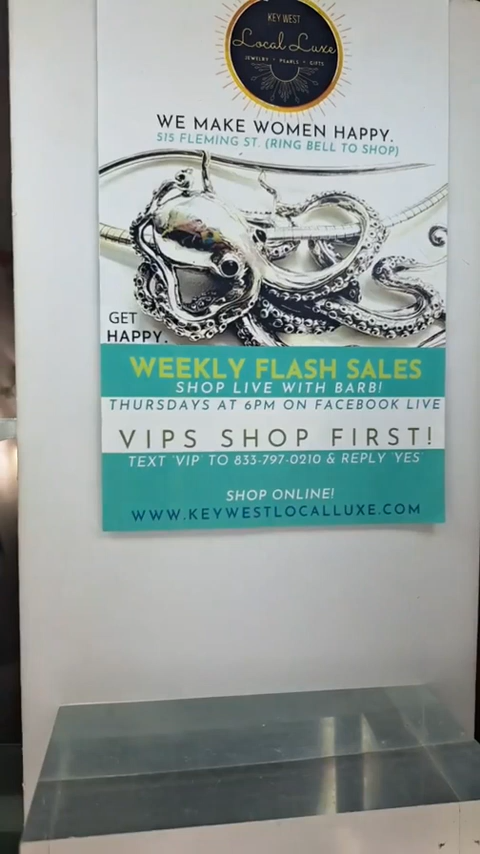 KEY WEST
Local Luxe
JEWELRY • PEARLS • GIFTS
WE MAKE WOMEN HAPPY.
515 FLEMING ST. (RING BELL TO SHOP)
GET
HAPPY.
WEEKLY FLASH SALES
SHOP LIVE WITH BARB!
THURSDAYS AT 6PM ON FACEBOOK LIVE
VIPS SHOP FIRST!
TEXT 'VIP' TO 833-797-0210 & REPLY 'YES'
SHOP ONLINE!
WWW.KEYWESTLOCALLUXE.COM